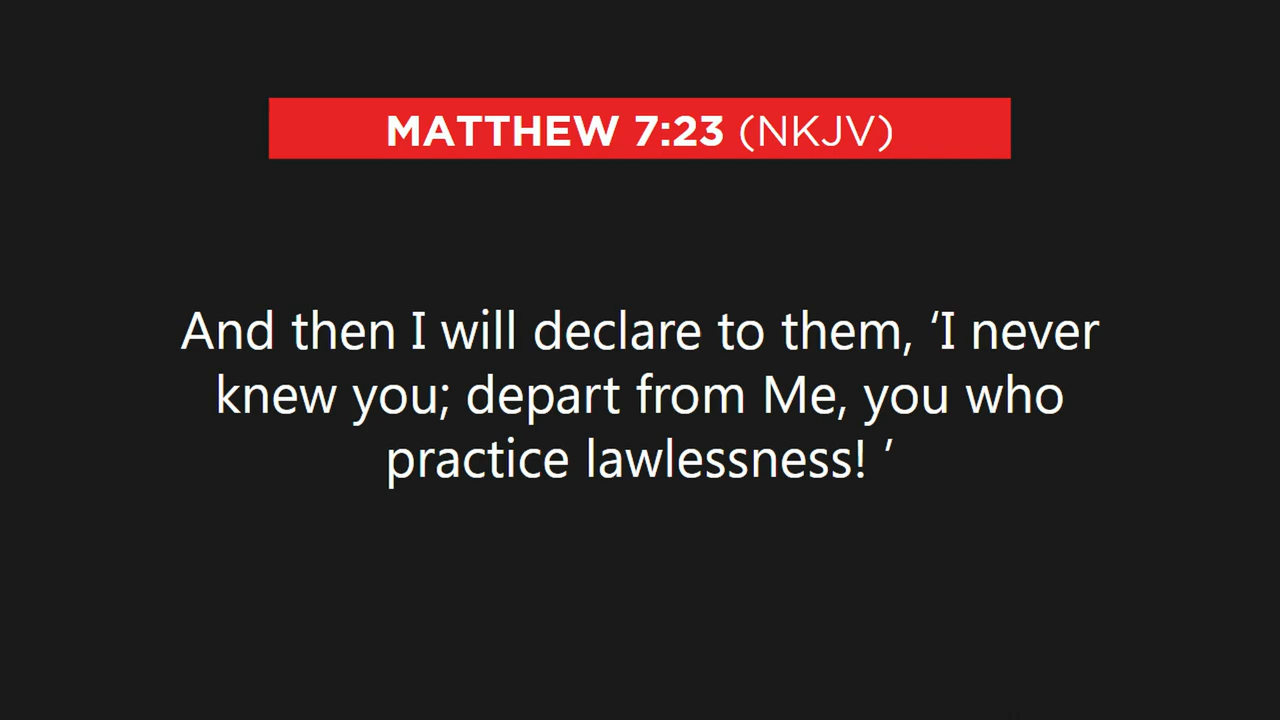 MATTHEW 7:23 (NKJV)
And then I will declare to them, ‘I never
knew you; depart from Me, you who
practice lawlessness! ’